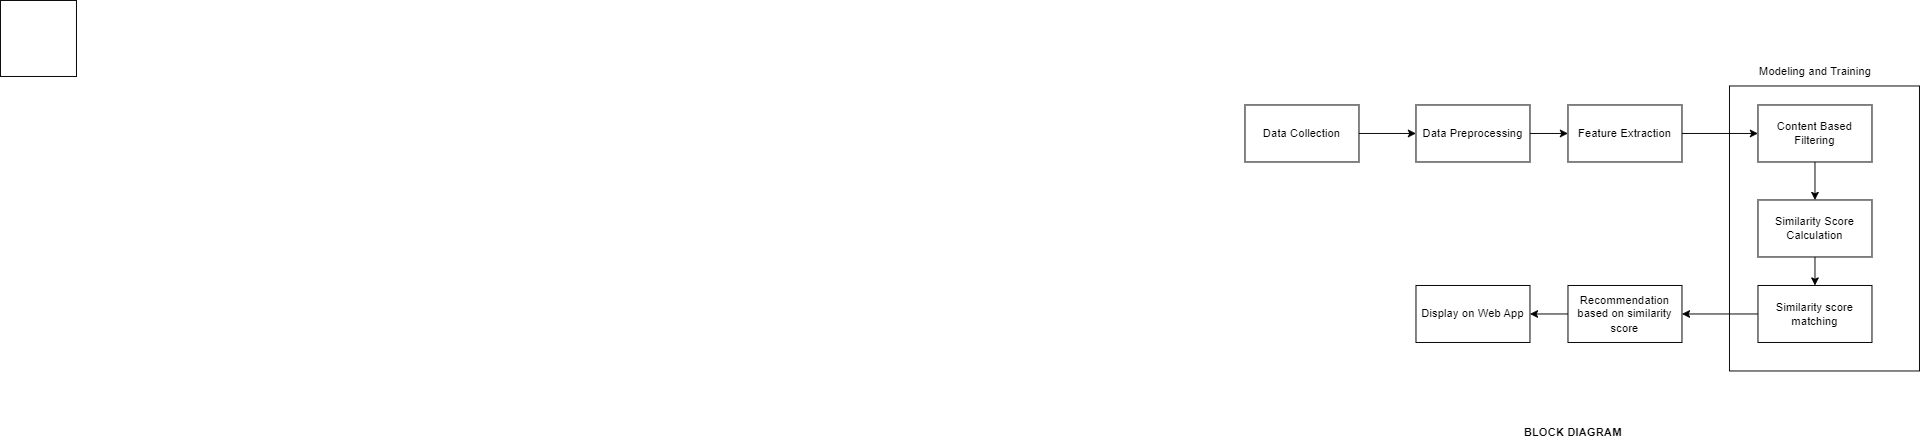 Modeling and Training
Data Collection
Data Preprocessing
Feature Extraction
Content Based
Filtering
Similarity Score
Calculation
Similarity score
matching
Recommendation
based on similarity
score
Display on Web App
BLOCK DIAGRAM